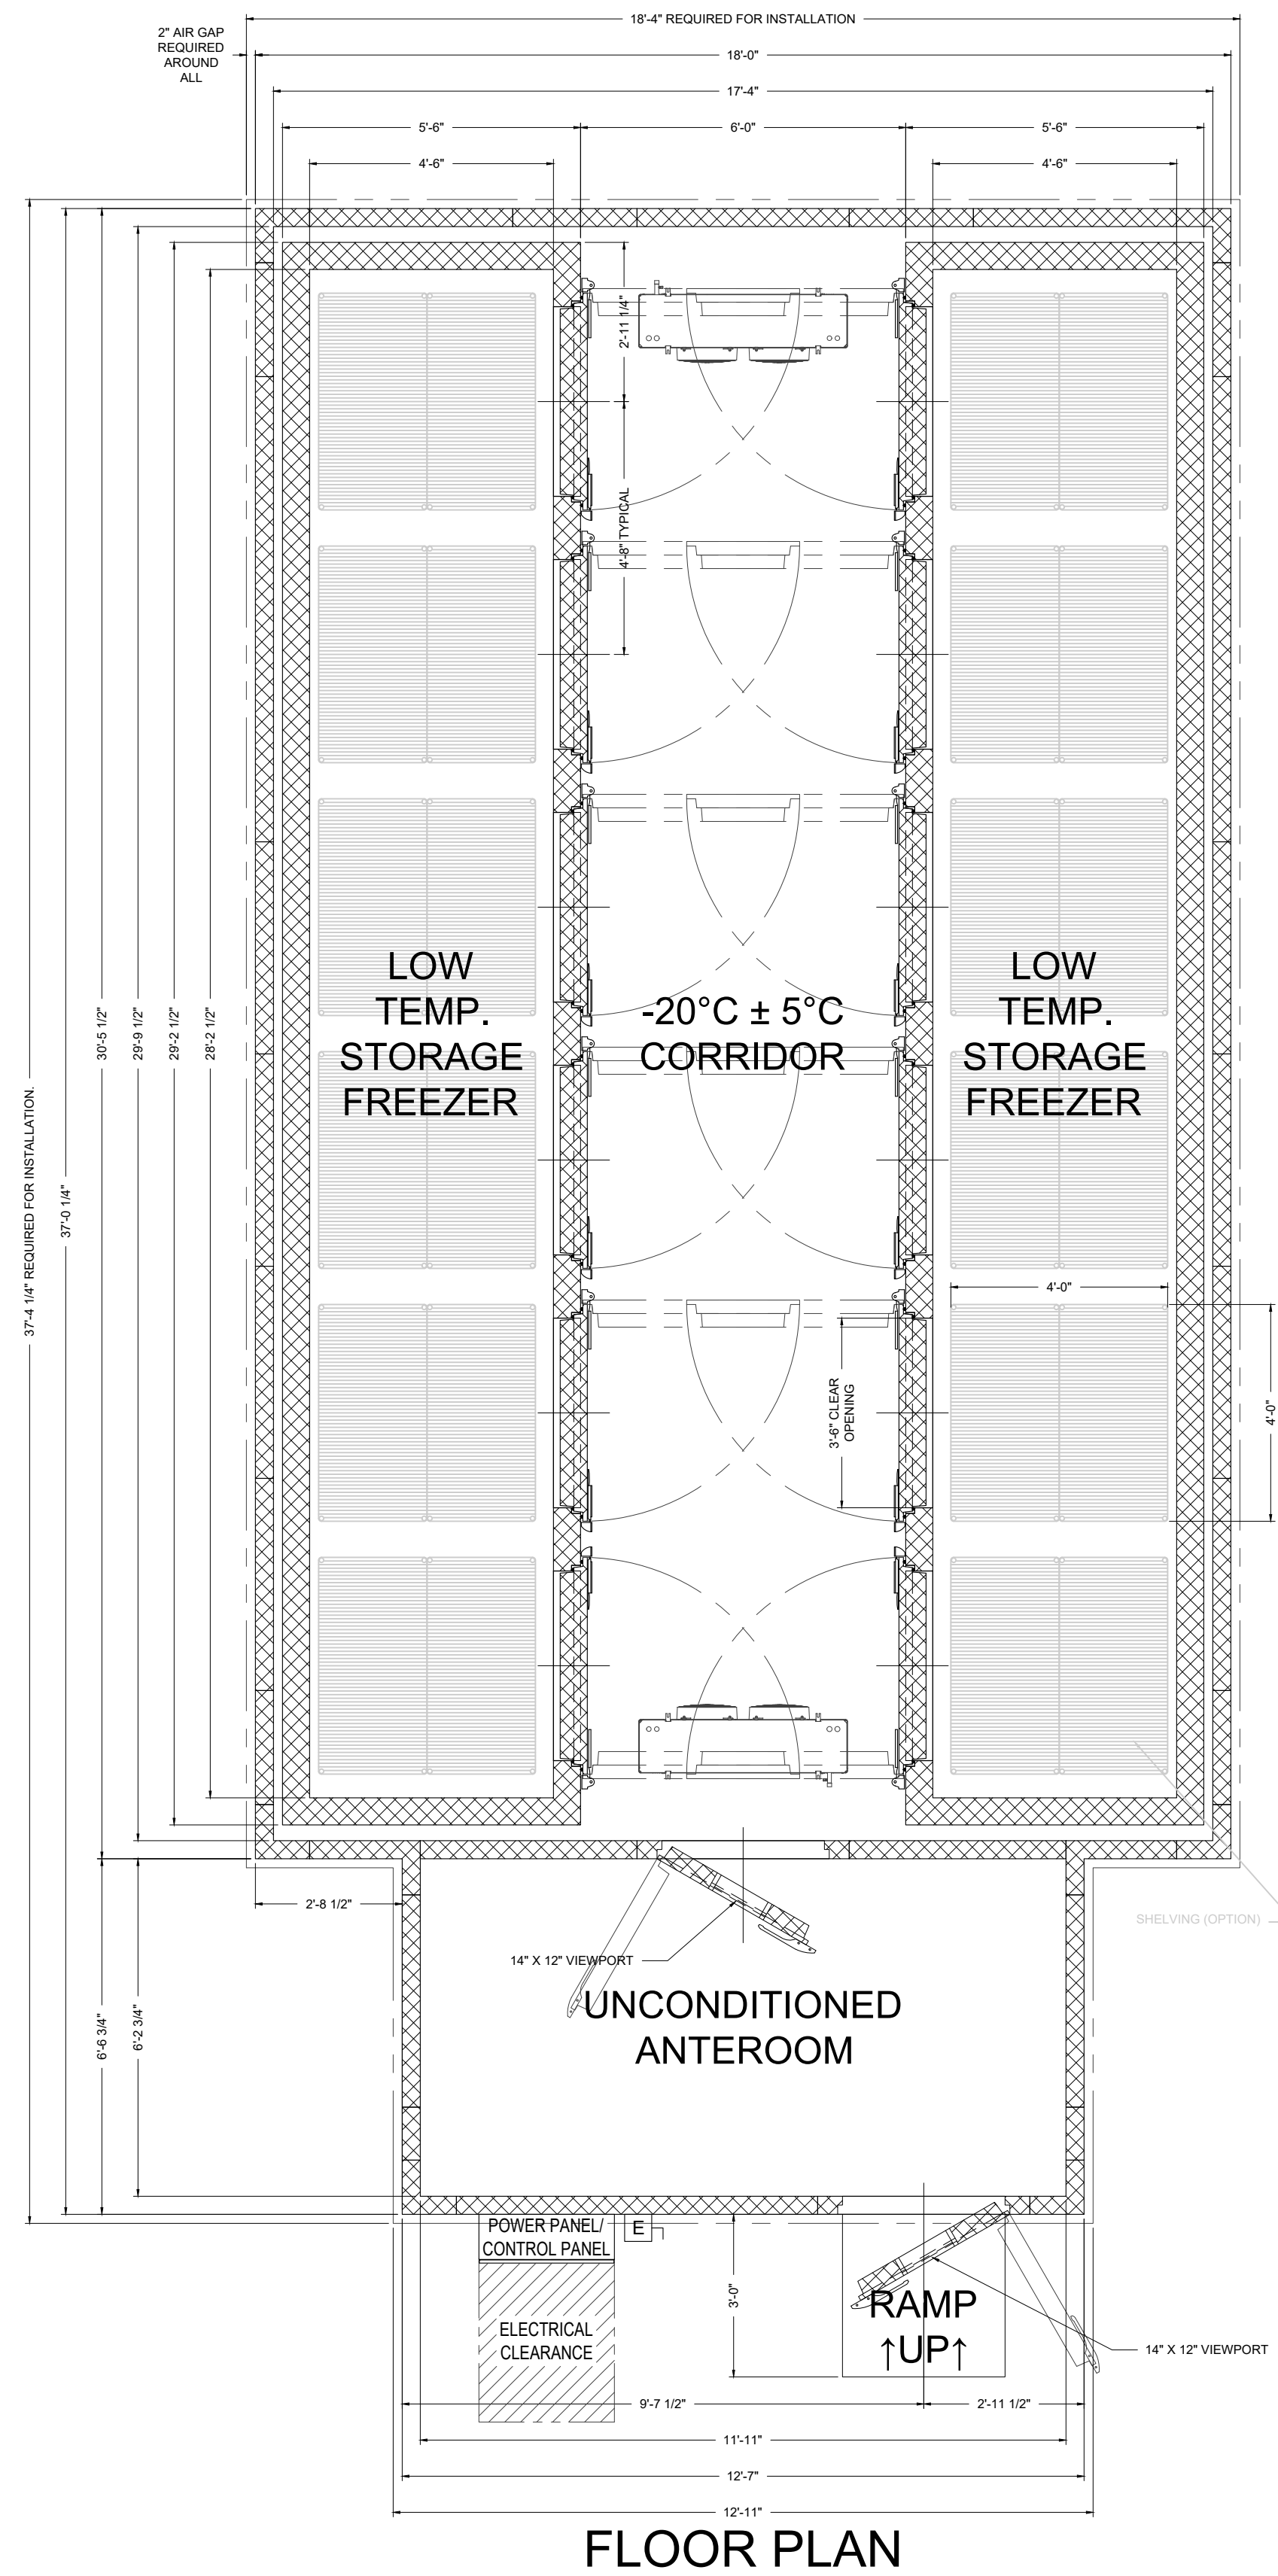 18'-4" REQUIRED FOR INSTALLATION
2" AIR GAP
REQUIRED
AROUND
ALL
18'-0"
17'-4"
5'-6"
6'-0"
5'-6"
4'-6"
4'-6"
2'-11 1/4"
4'-8" TYPICAL
LOW
TEMP.
STORAGE
FREEZER
-20°C ± 5°C
CORRIDOR
LOW
TEMP.
STORAGE
FREEZER
37'-4 1/4" REQUIRED FOR INSTALLATION.
37'-0 1/4"
30'-5 1/2"
29'-9 1/2"
29'-2 1/2"
28'-2 1/2"
4'-0"
4'-0"
3'-6" CLEAR
OPENING
2'-8 1/2"
SHELVING (OPTION)
14" X 12" VIEWPORT
UNCONDITIONED
ANTEROOM
6'-6 3/4"
6'-2 3/4"
POWER PANEL/
CONTROL PANEL
E
ELECTRICAL
CLEARANCE
3'-0"
RAMP
↑UP↑
14" X 12" VIEWPORT
9'-7 1/2"
2'-11 1/2"
11'-11"
12'-7"
12'-11"
FLOOR PLAN